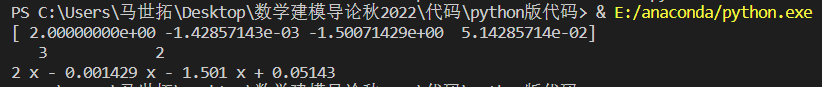 PS C:\Users\马世拓\Desktop\数学建模导论秋2022\代码\python版代码> & E:/anaconda/python.exe
[ 2.00000000e+00 -1.42857143e-03 -1.50071429e+00  5.14285714e-02]
   3            2
2 x - 0.001429 x - 1.501 x + 0.05143